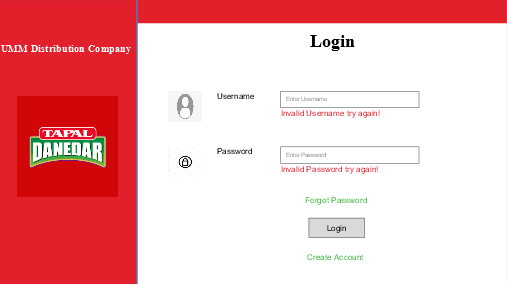 UMM Distribution Company
TAPAL
DANEDAR
Login
Username
Enter Username
Invalid Username try again!
Password
Enter Password
Invalid Password try again!
Forgot Password
Login
Create Account